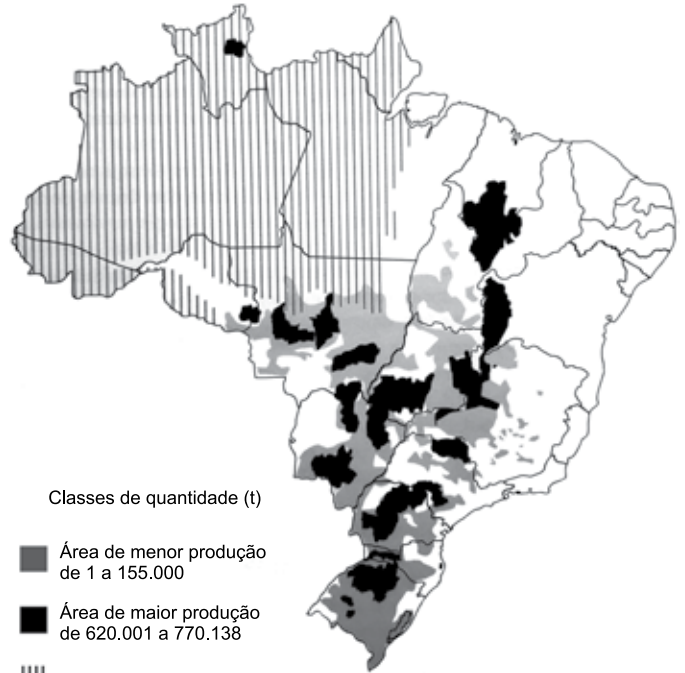 Classes de quantidade (t)
Área de menor produção
de 1 a 155.000
Área de maior produção
de 620.001 a 770.138